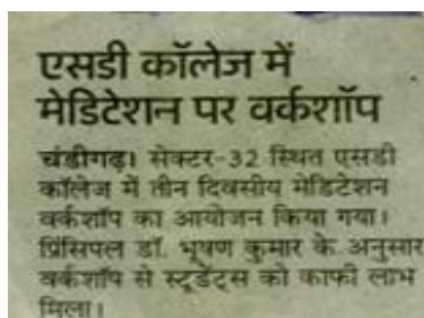 एसडी कॉलेज में
मेडिटेशन पर वर्कशॉप
चंडीगढ़। सेक्टर-32 स्थित एसडी
कॉलेज में तीन दिवसीय मेडिटेशन
वर्कशॉप का आयोजन किया गया।
प्रिंसिपल डॉ. भूषण कुमार के अनुसार
वर्कशॉप से स्टूडेंट्स को काफी लाभ
मिला।